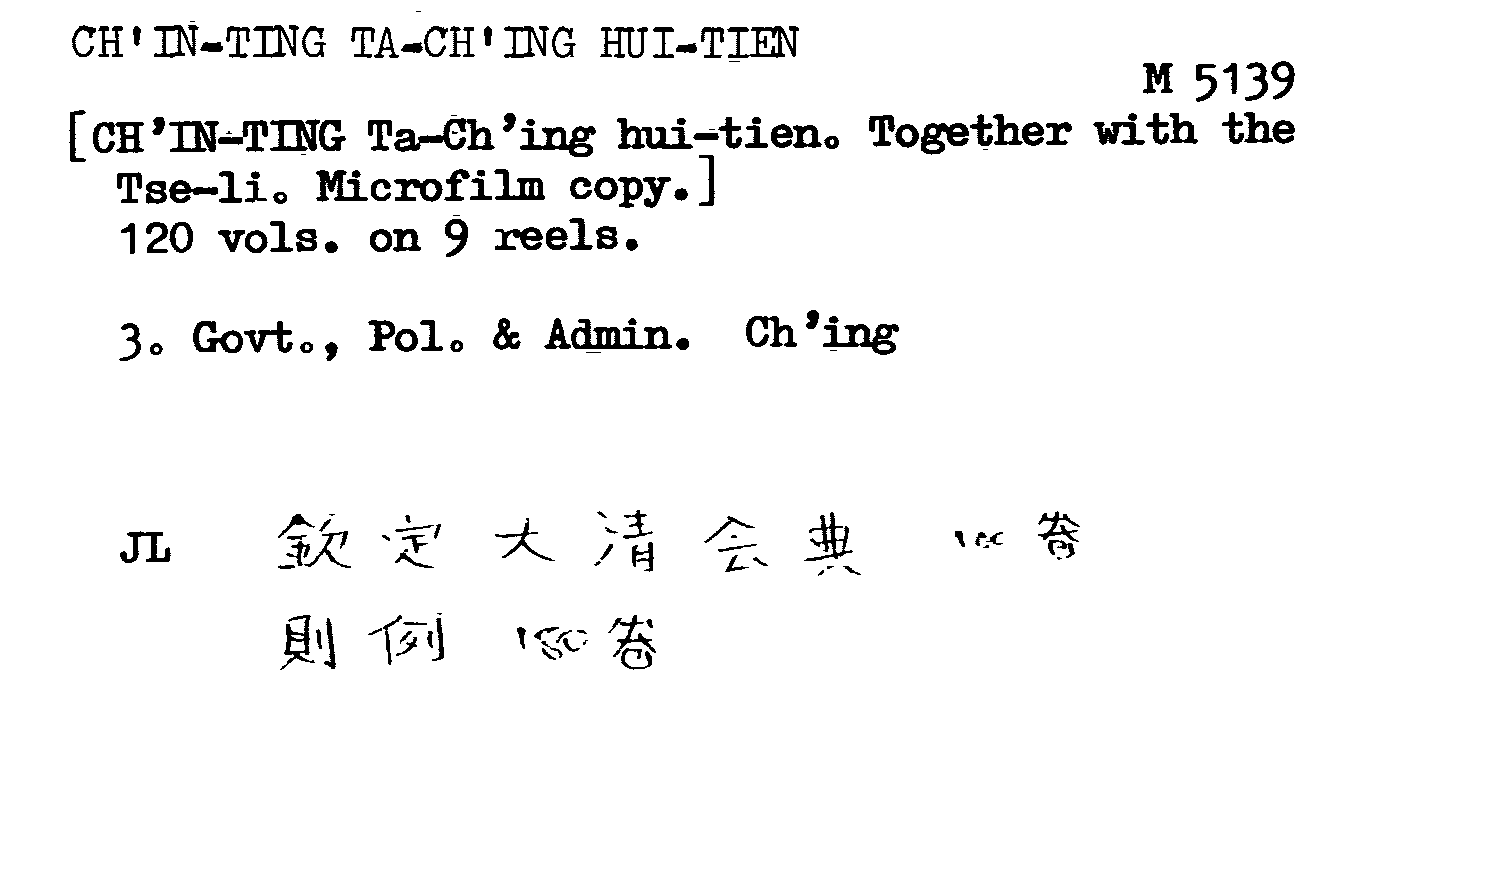 CH'IN-TING TA-CH'ING HUI-TIEN
M 5139
[CH'IN-TING Ta-Ch'ing hui-tien. Together with the
Tse-li. Microfilm copy.]
120 vols. on 9 reels.
3. Govt., Pol. & Admin. Ch'ing
JL 欽定大清会典 100 巻
則例 180 巻